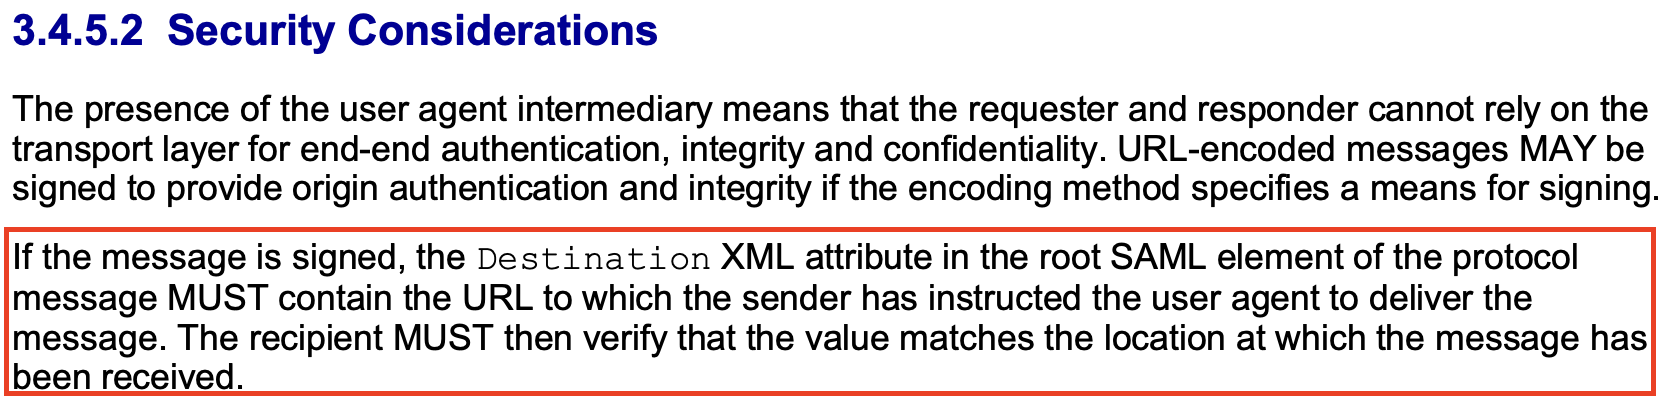 3.4.5.2 Security Considerations
The presence of the user agent intermediary means that the requester and responder cannot rely on the
transport layer for end-end authentication, integrity and confidentiality. URL-encoded messages MAY be
signed to provide origin authentication and integrity if the encoding method specifies a means for signing.
If the message is signed, the Destination XML attribute in the root SAML element of the protocol
message MUST contain the URL to which the sender has instructed the user agent to deliver the
message. The recipient MUST then verify that the value matches the location at which the message has
been received.